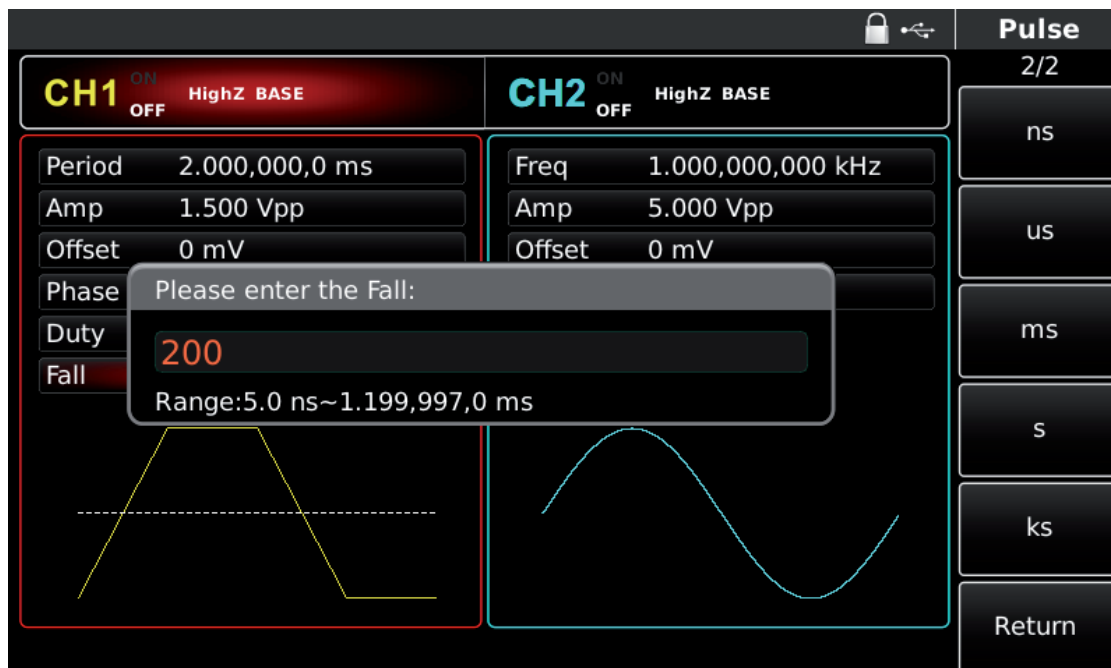 Pulse
2/2
CH1 ON OFF HighZ BASE
CH2 ON OFF HighZ BASE
Period 2.000,000,0 ms
Amp 1.500 Vpp
Offset 0 mV
Phase
Duty
Fall
Freq 1.000,000,000 kHz
Amp 5.000 Vpp
Offset 0 mV
Please enter the Fall:
200
Range:5.0 ns~1.199,997,0 ms
ns
us
ms
s
ks
Return